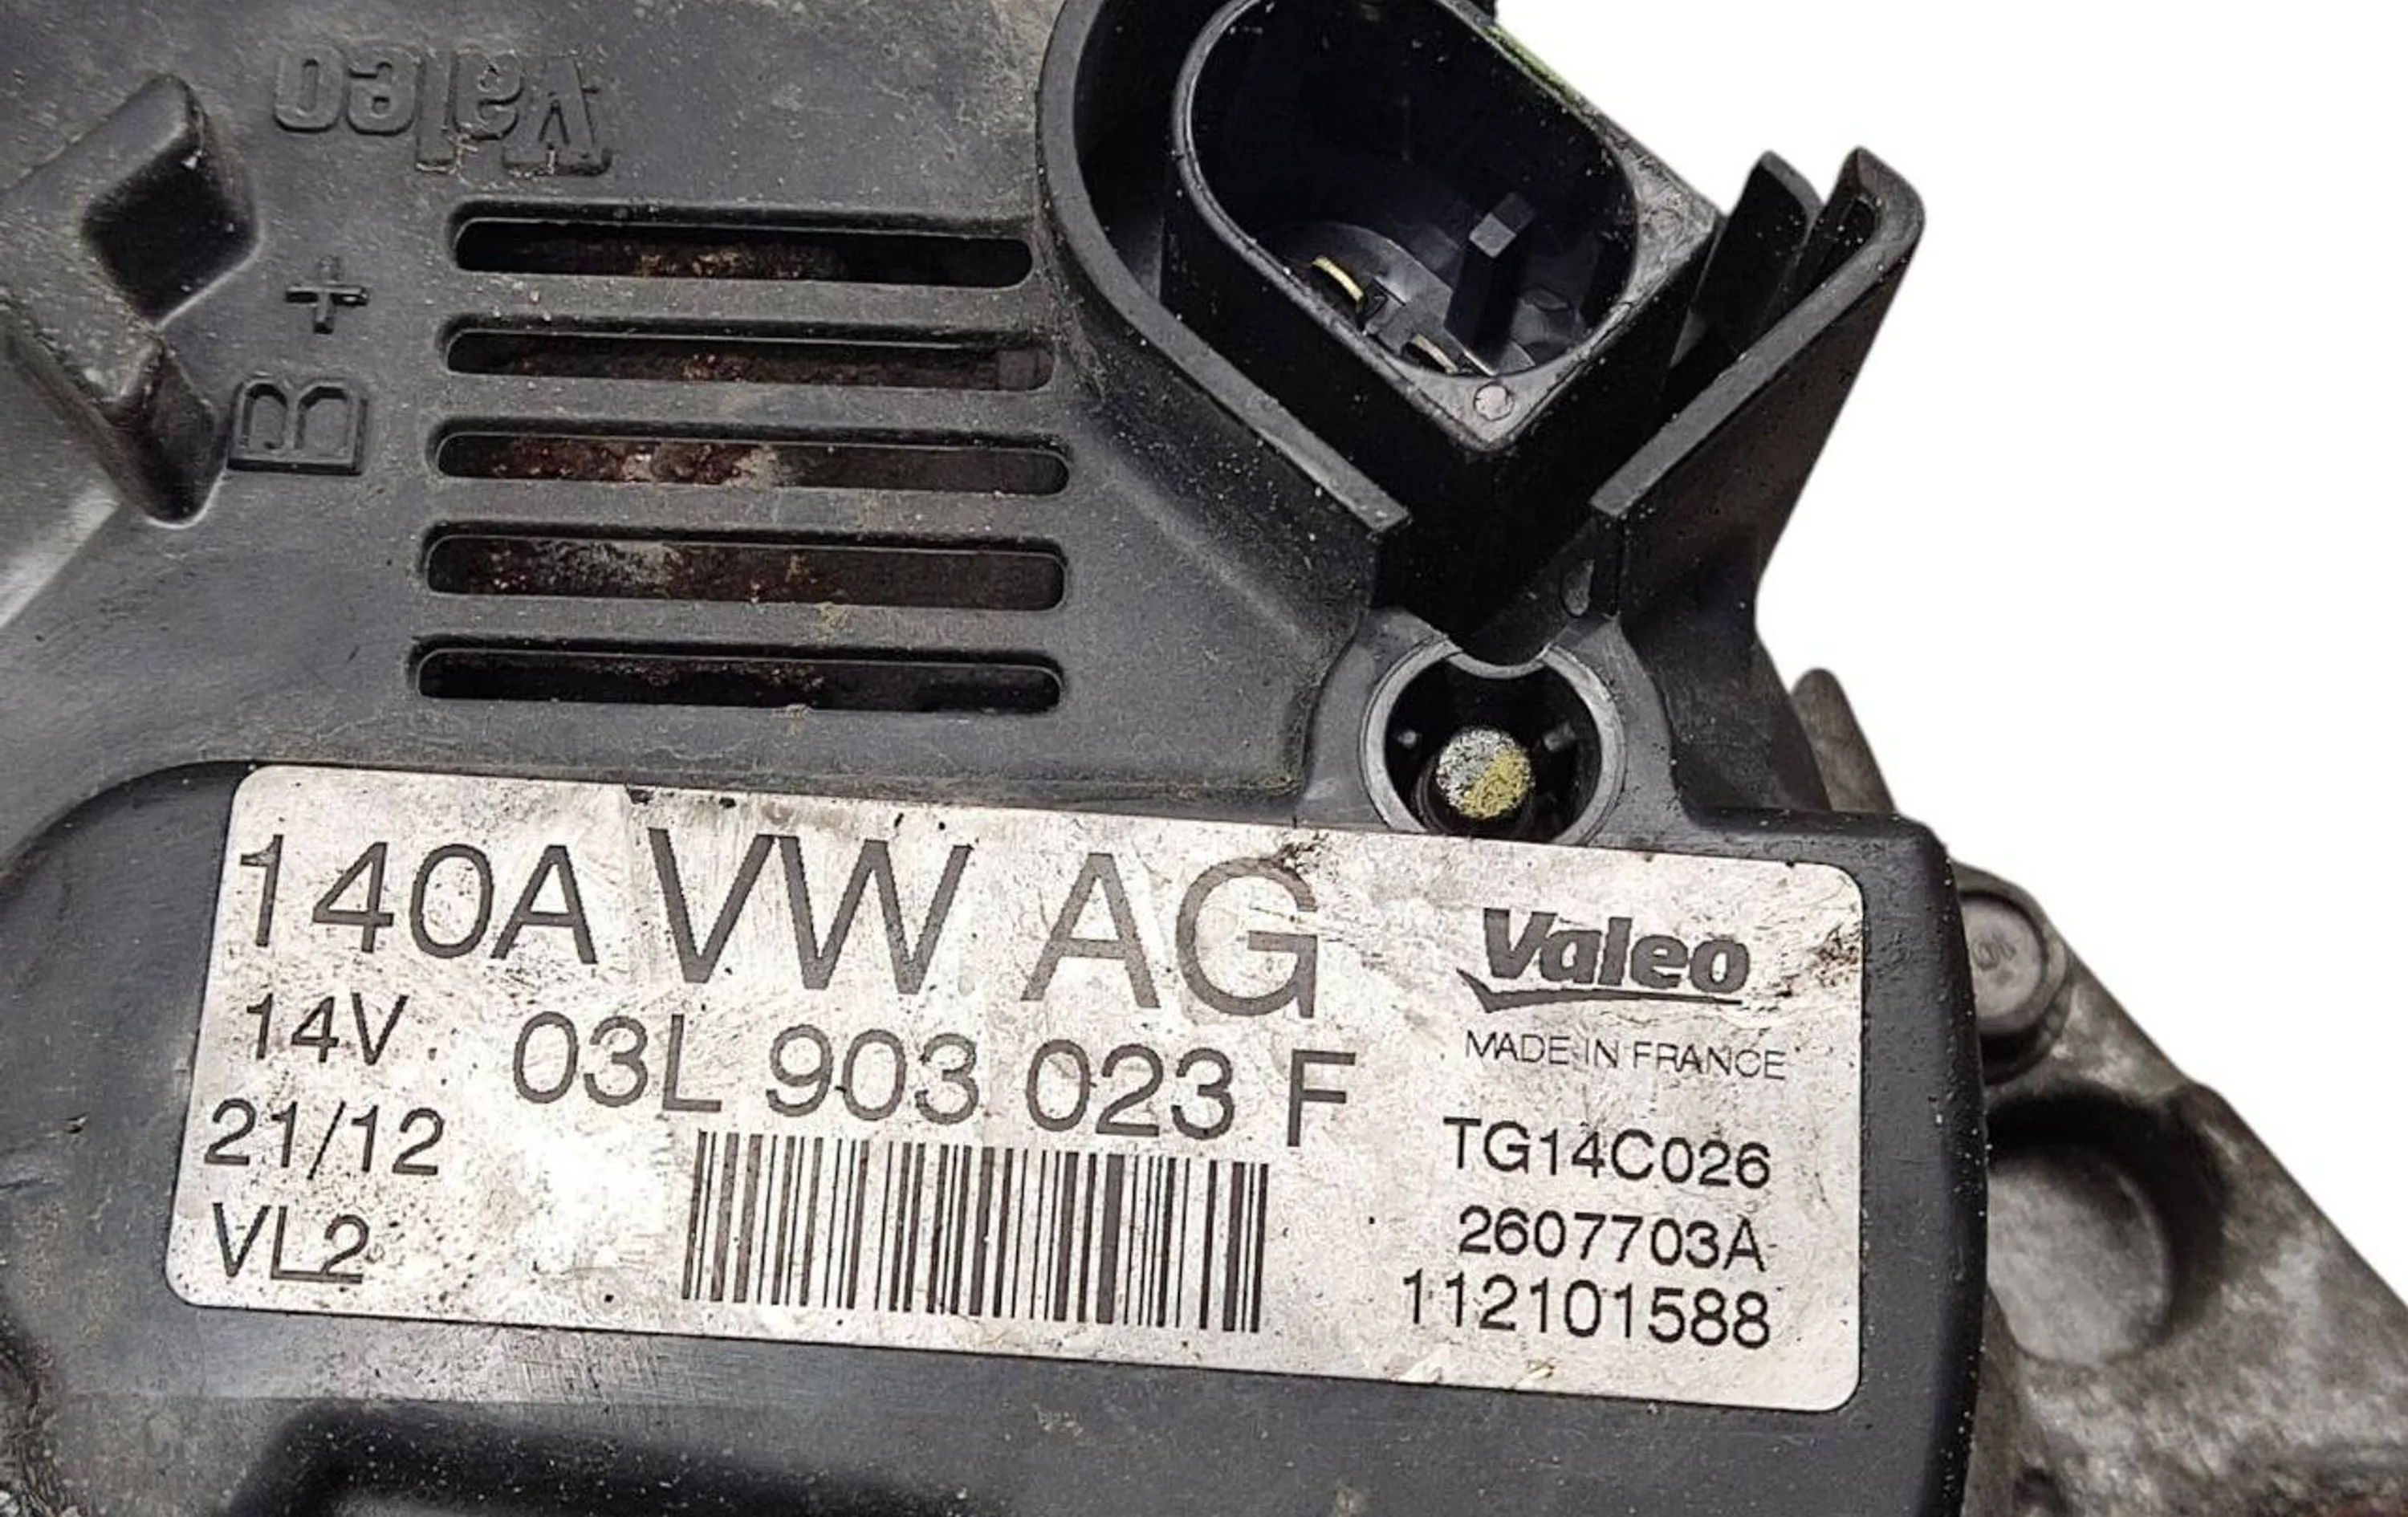 Valeo
B+
140A VW AG
14V 03L 903 023 F
21/12
VL2
Valeo
MADE IN FRANCE
TG14C026
2607703A
112101588